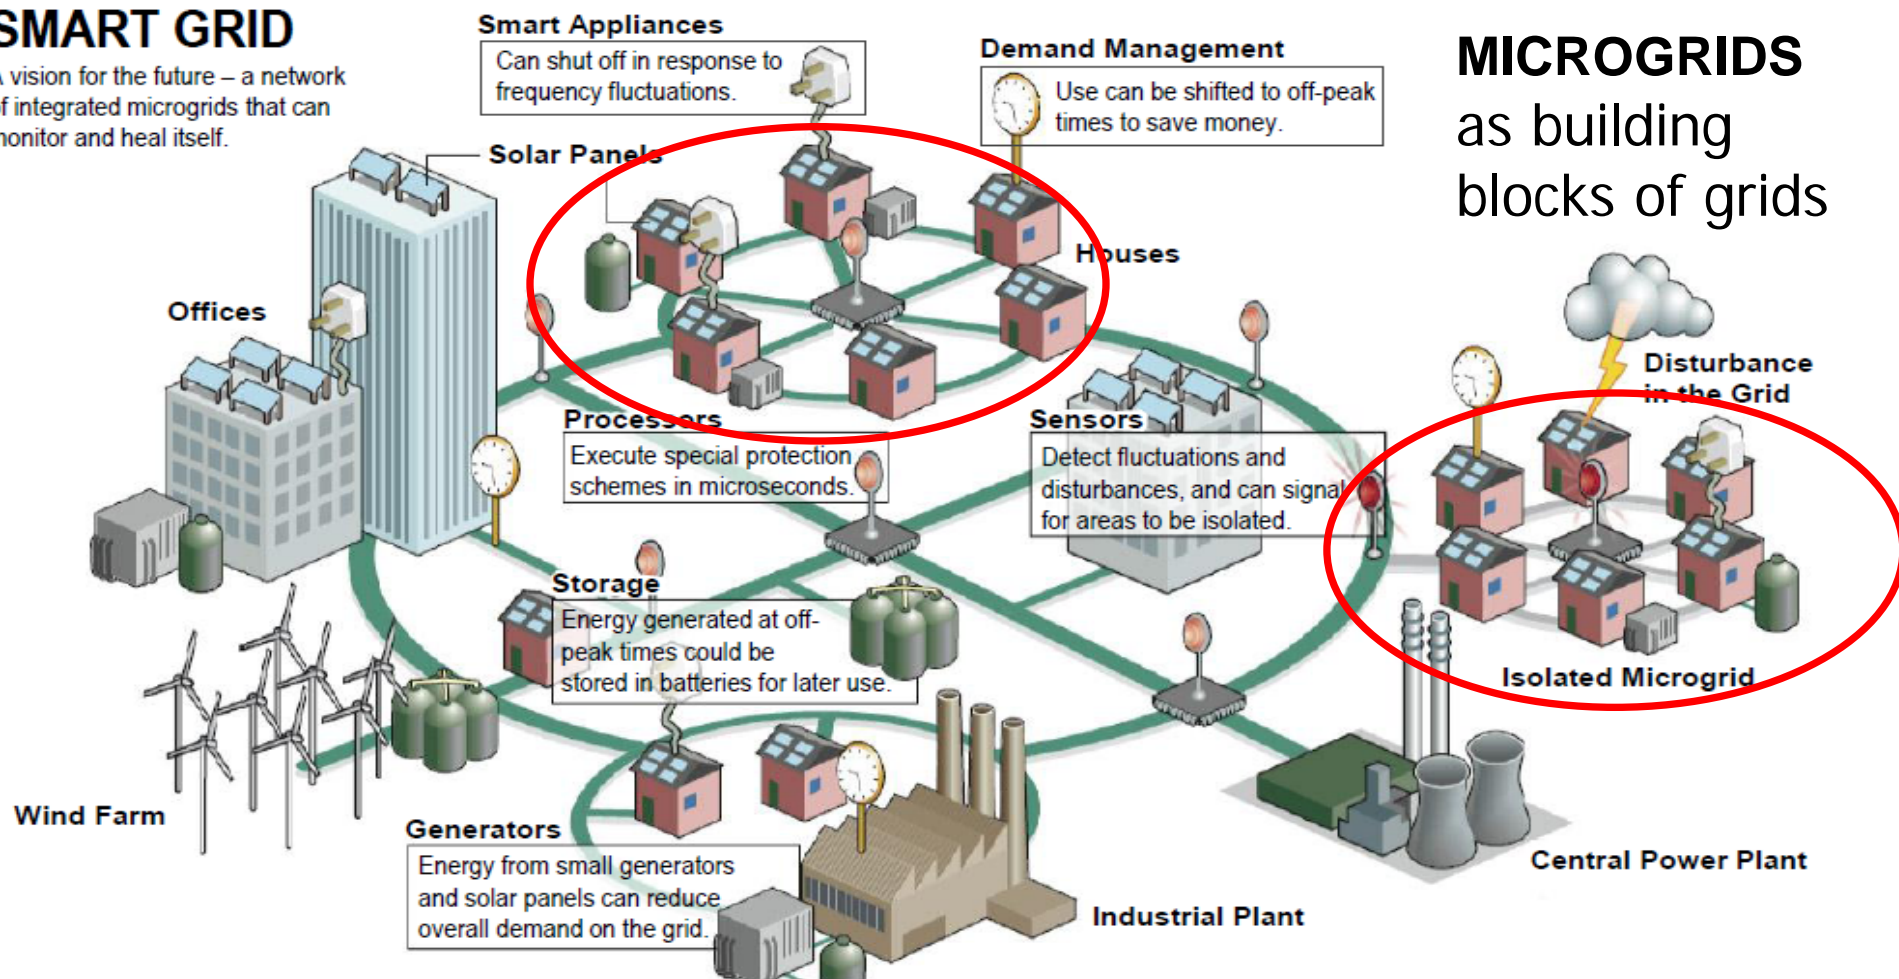 SMART GRID
A vision for the future – a network
of integrated microgrids that can
monitor and heal itself.
Smart Appliances
Can shut off in response to
frequency fluctuations.
Demand Management
Use can be shifted to off-peak
times to save money.
MICROGRIDS
as building
blocks of grids
Solar Panels
Houses
Offices
Disturbance
in the Grid
Processors
Execute special protection
schemes in microseconds.
Sensors
Detect fluctuations and
disturbances, and can signal
for areas to be isolated.
Storage
Energy generated at off-
peak times could be
stored in batteries for later use.
Isolated Microgrid
Wind Farm
Generators
Energy from small generators
and solar panels can reduce
overall demand on the grid.
Central Power Plant
Industrial Plant